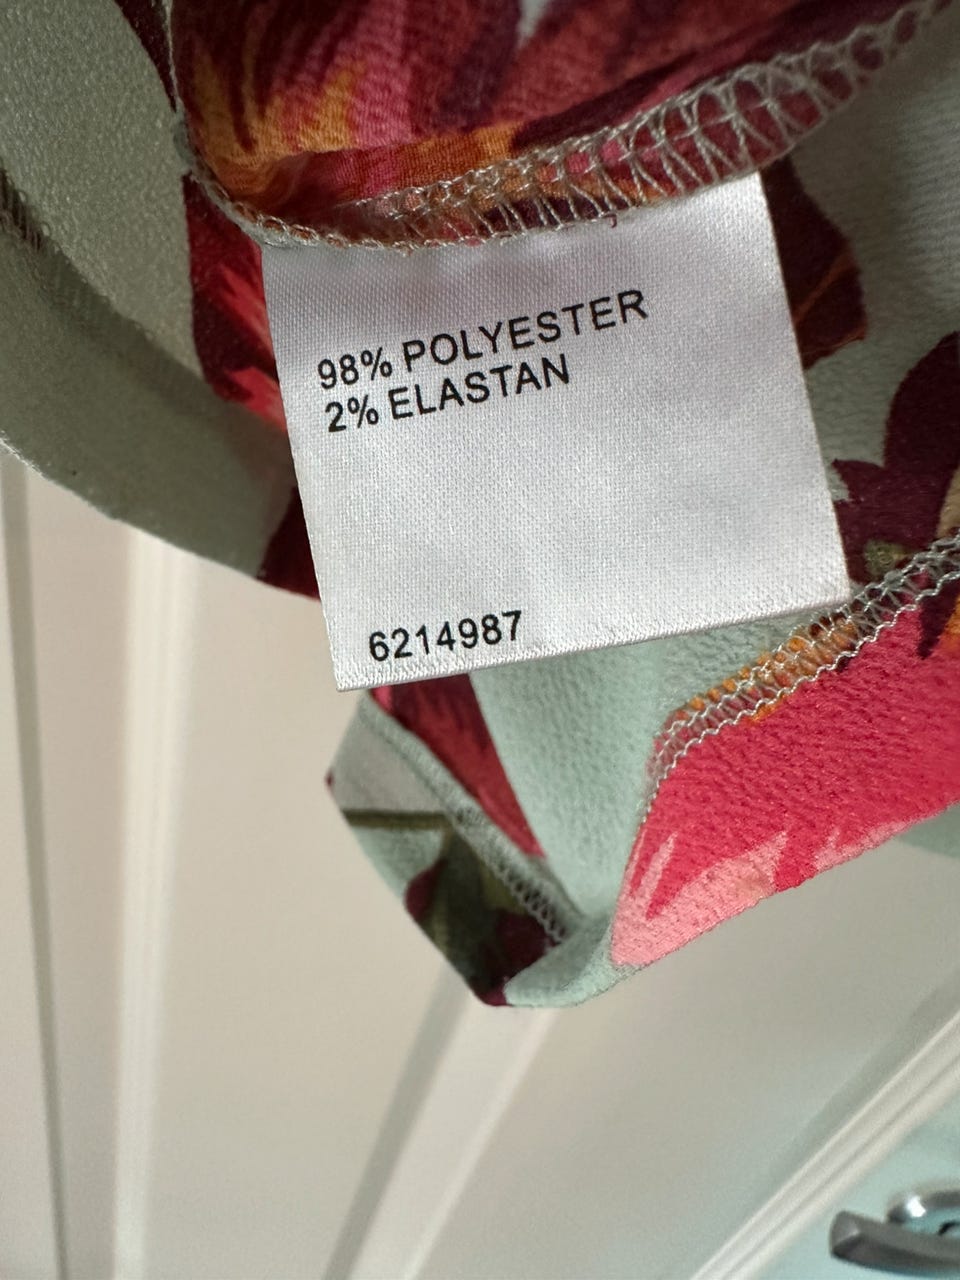 98% POLYESTER
2% ELASTAN
6214987